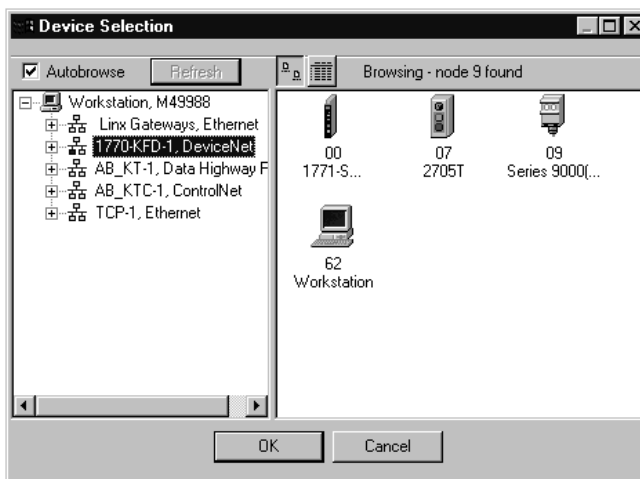 Device Selection
Autobrowse
Refresh
Browsing - node 9 found
Workstation, M49988
Linx Gateways, Ethernet
1770-KFD-1, DeviceNet
AB_KT-1, Data Highway F
AB_KTC-1, ControlNet
TCP-1, Ethernet
00
1771-S...
07
2705T
09
Series 9000(...
62
Workstation
OK
Cancel